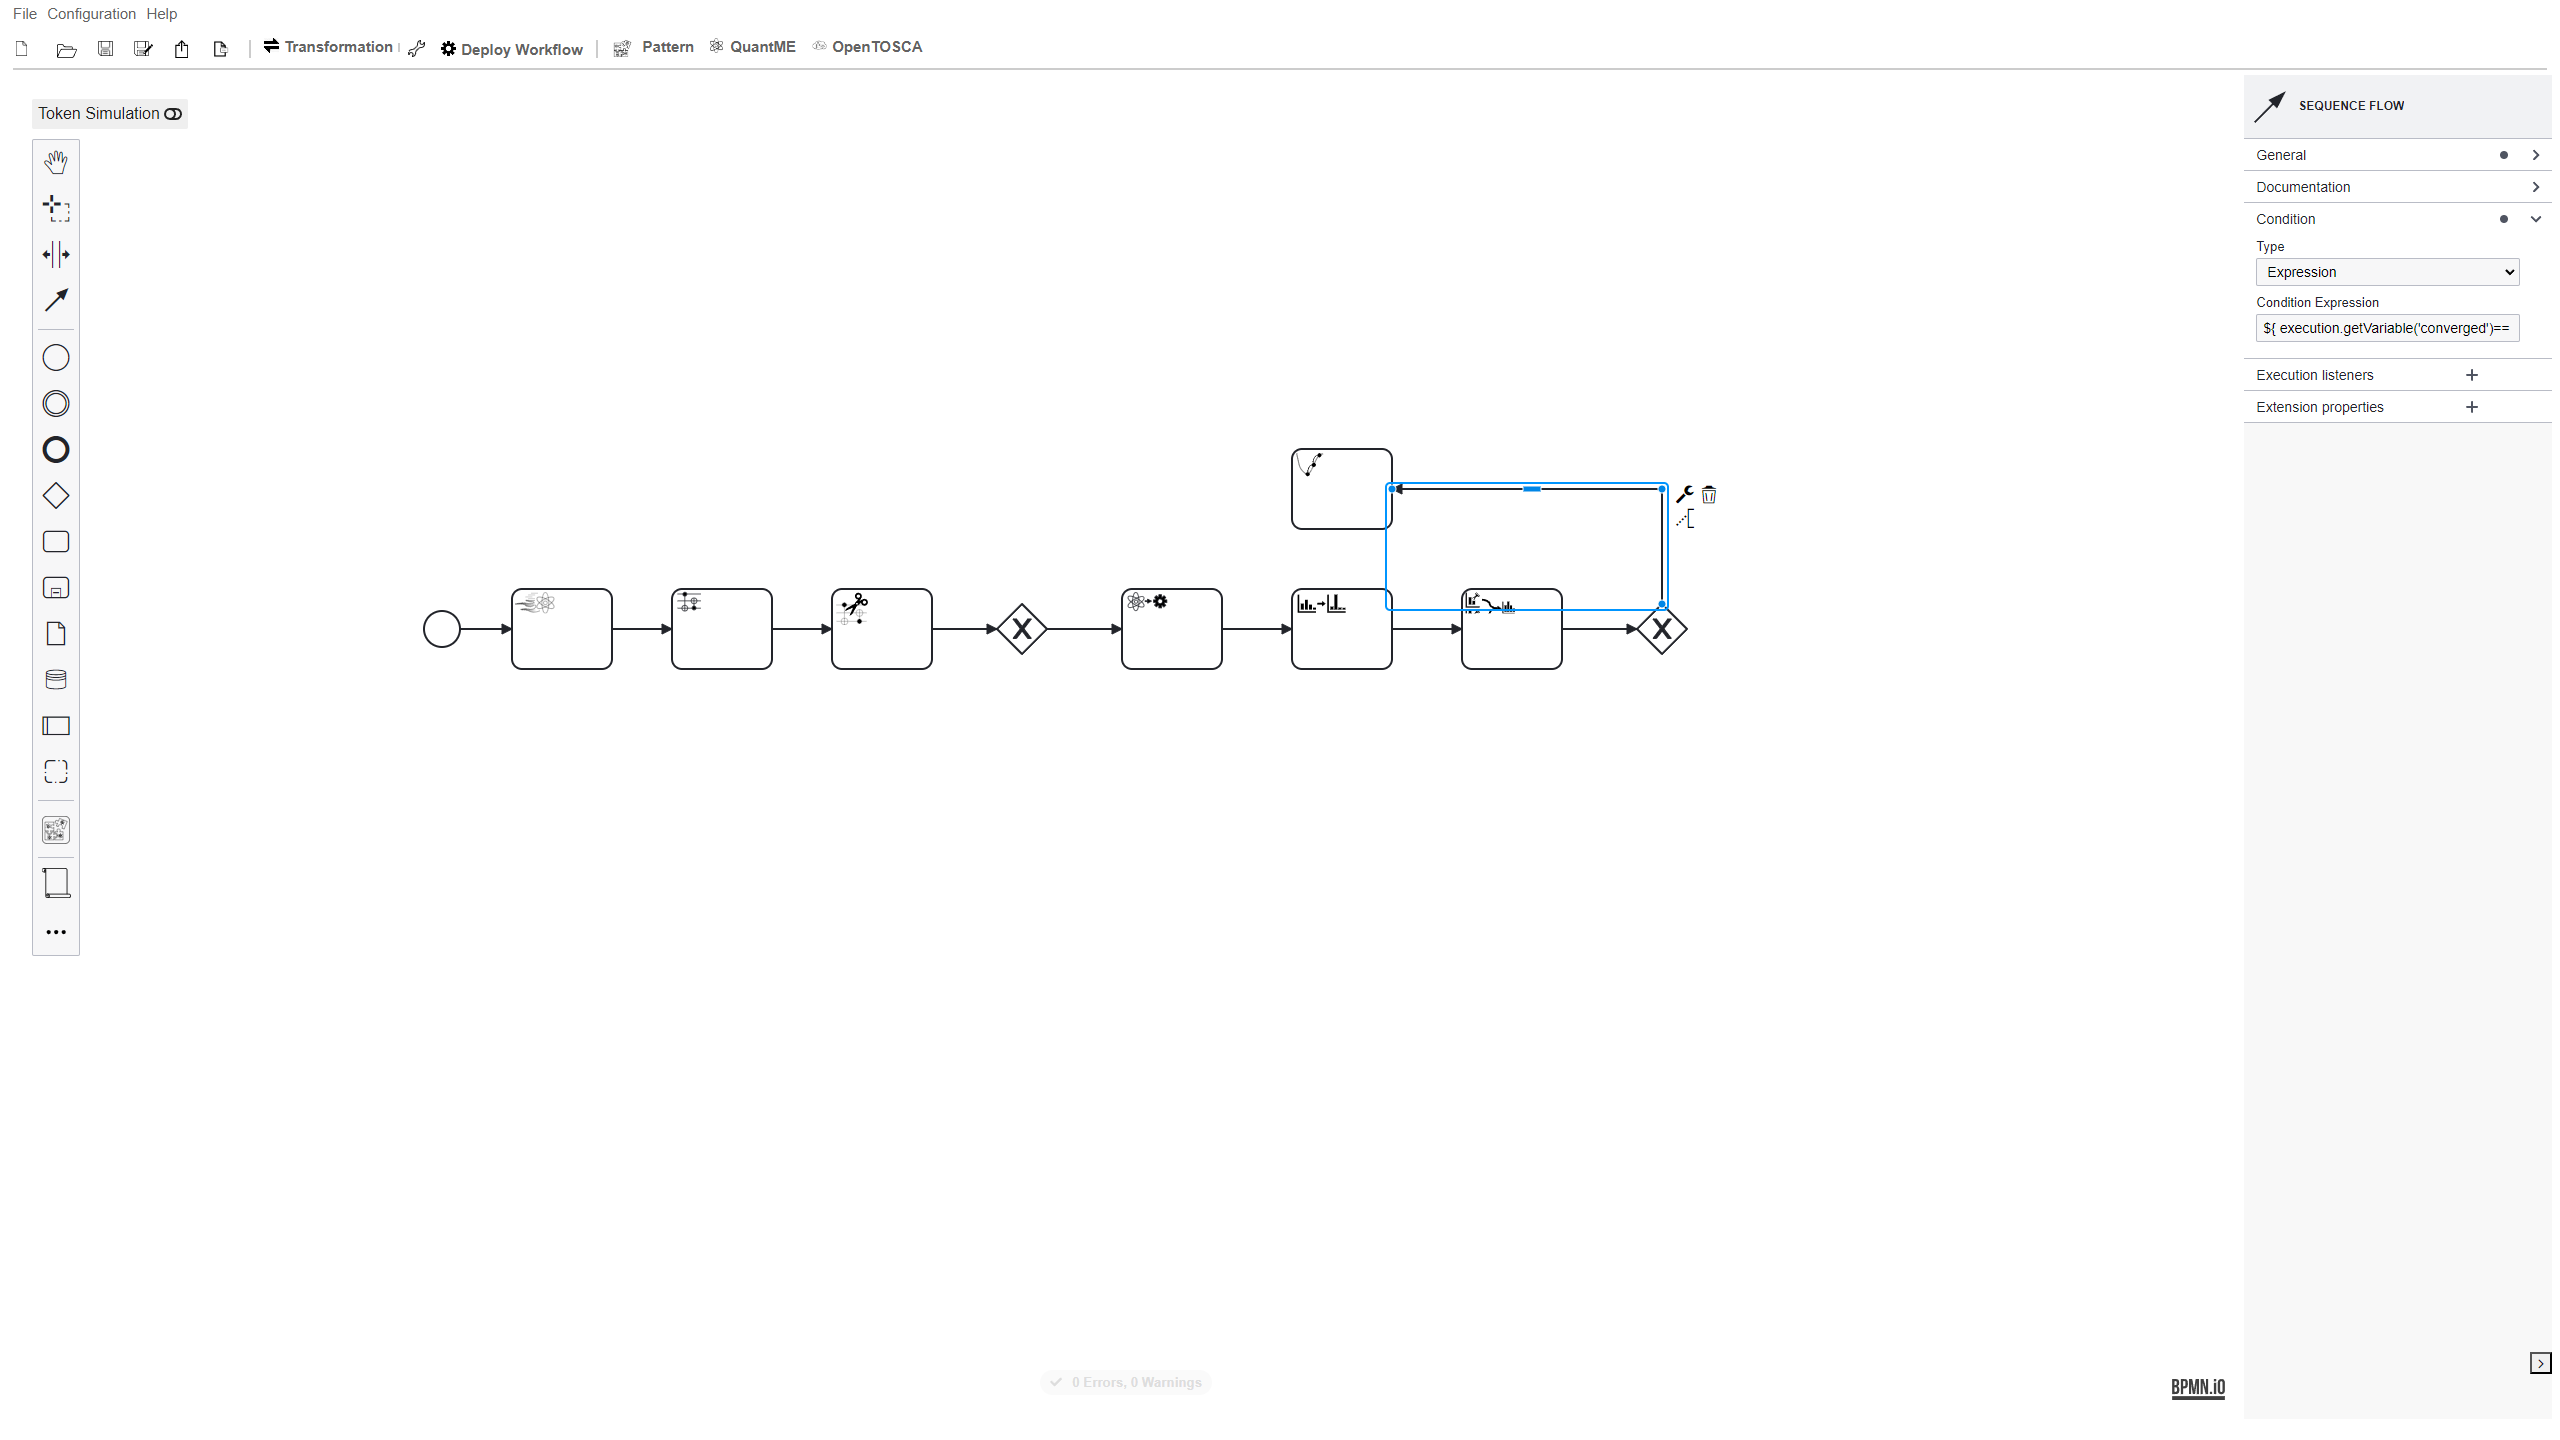 File Configuration Help
Transformation Deploy Workflow Pattern QuantME OpenTOSCA
Token Simulation
SEQUENCE FLOW
General
Documentation
Condition
Type
Expression
Condition Expression
${ execution.getVariable('converged')==
Execution listeners
Extension properties
0 Errors, 0 Warnings
BPMN.iO